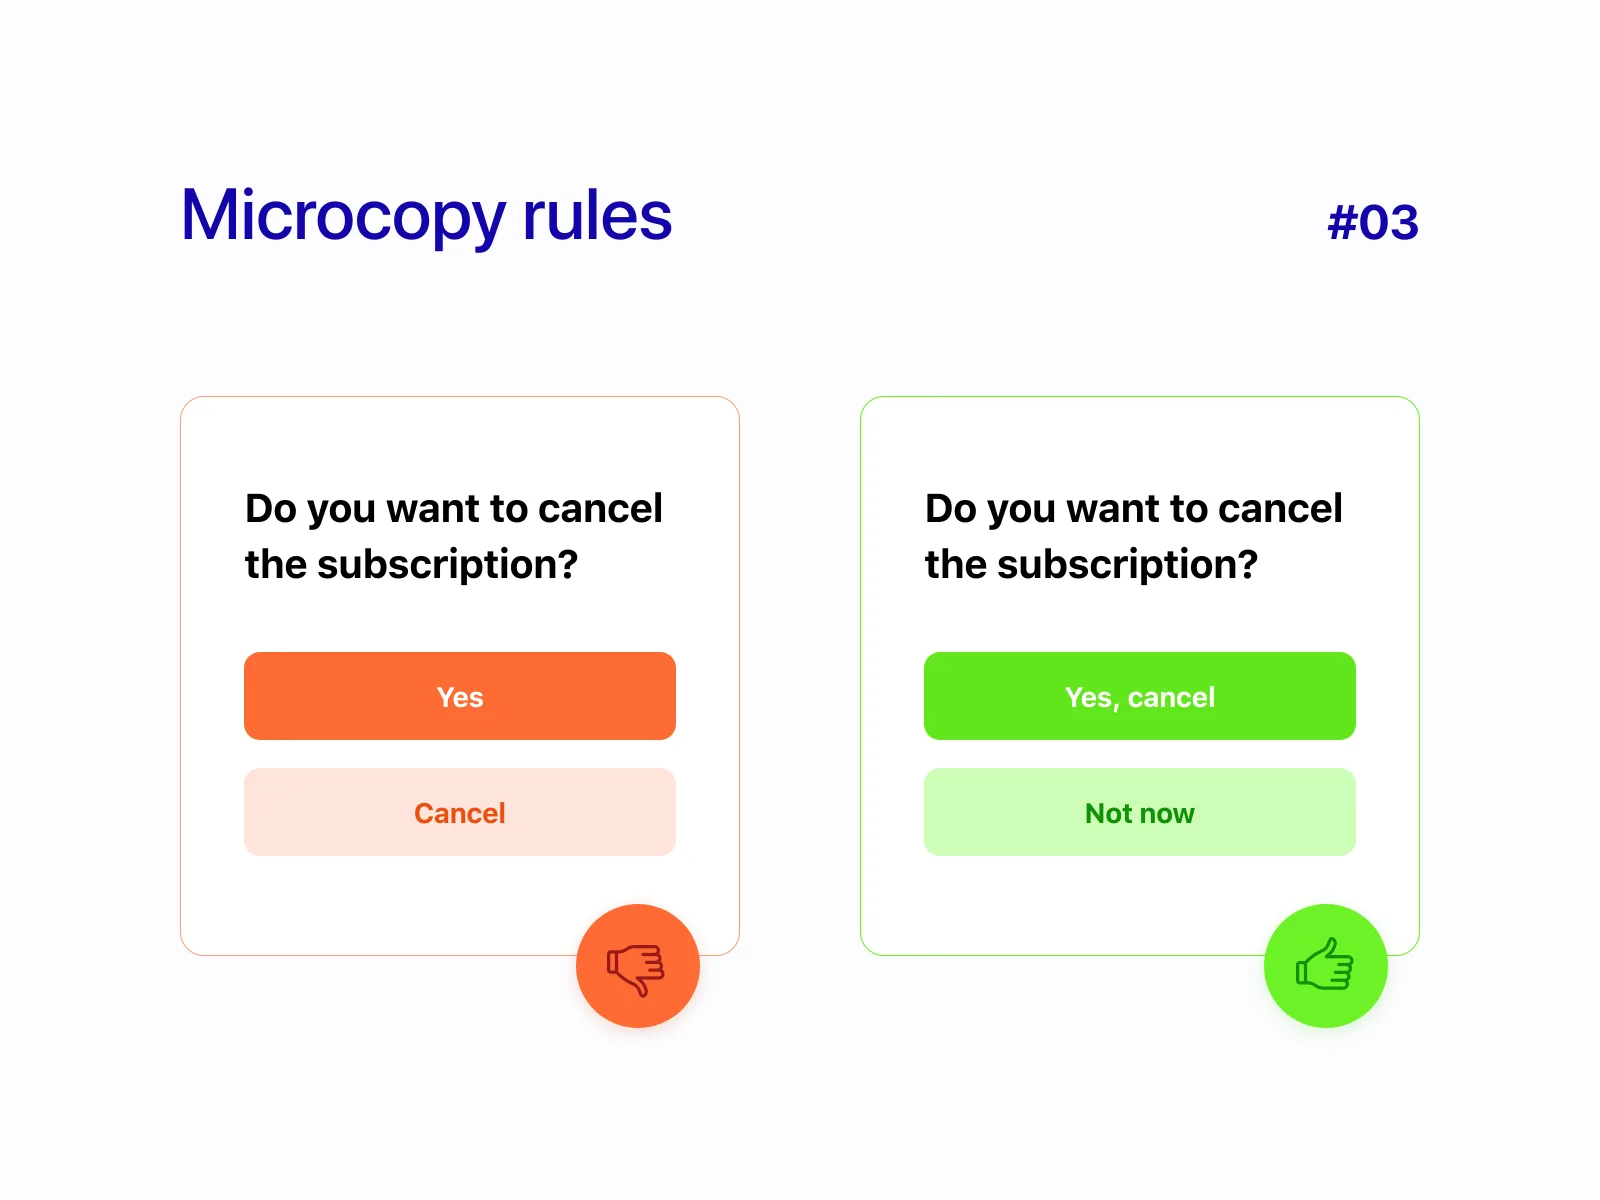 Microcopy rules
#03
Do you want to cancel
the subscription?
Yes
Cancel
Do you want to cancel
the subscription?
Yes, cancel
Not now